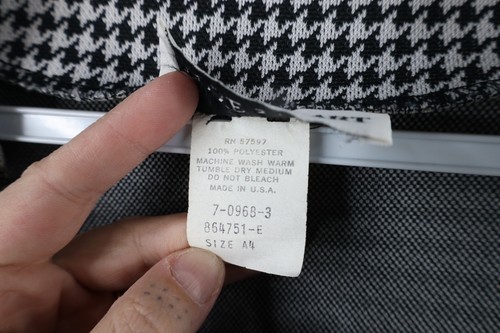 RN 57597
100% POLYESTER
MACHINE WASH WARM
TUMBLE DRY MEDIUM
DO NOT BLEACH
MADE IN U.S.A.
7-0968-3
864751-E
SIZE A4